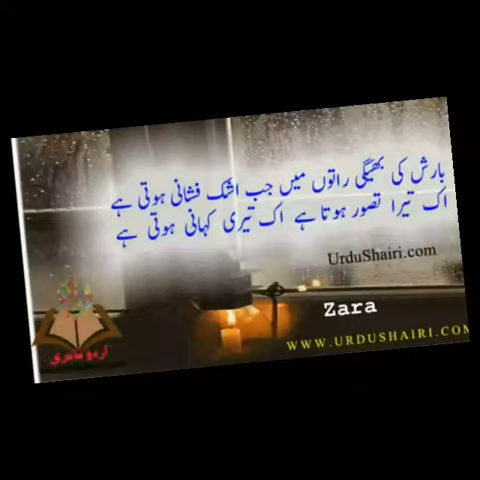 بارش کی بھیگی راتوں میں جب اشک فشانی ہوتی ہے
اک تیرا تصور ہوتا ہے اک تیری کہانی ہوتی ہے
UrduShairi.com
Zara
WWW.URDUSHAIRI.COM
اردو شاعری